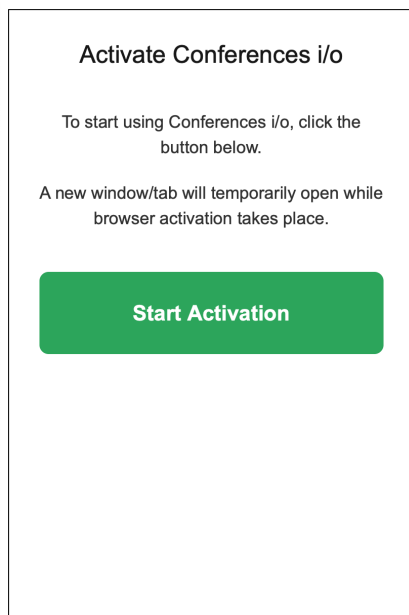 Activate Conferences i/o
To start using Conferences i/o, click the
button below.
A new window/tab will temporarily open while
browser activation takes place.
Start Activation